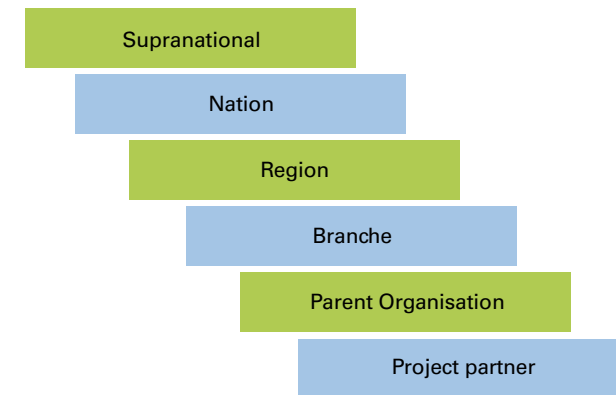 Supranational
Nation
Region
Branche
Parent Organisation
Project partner